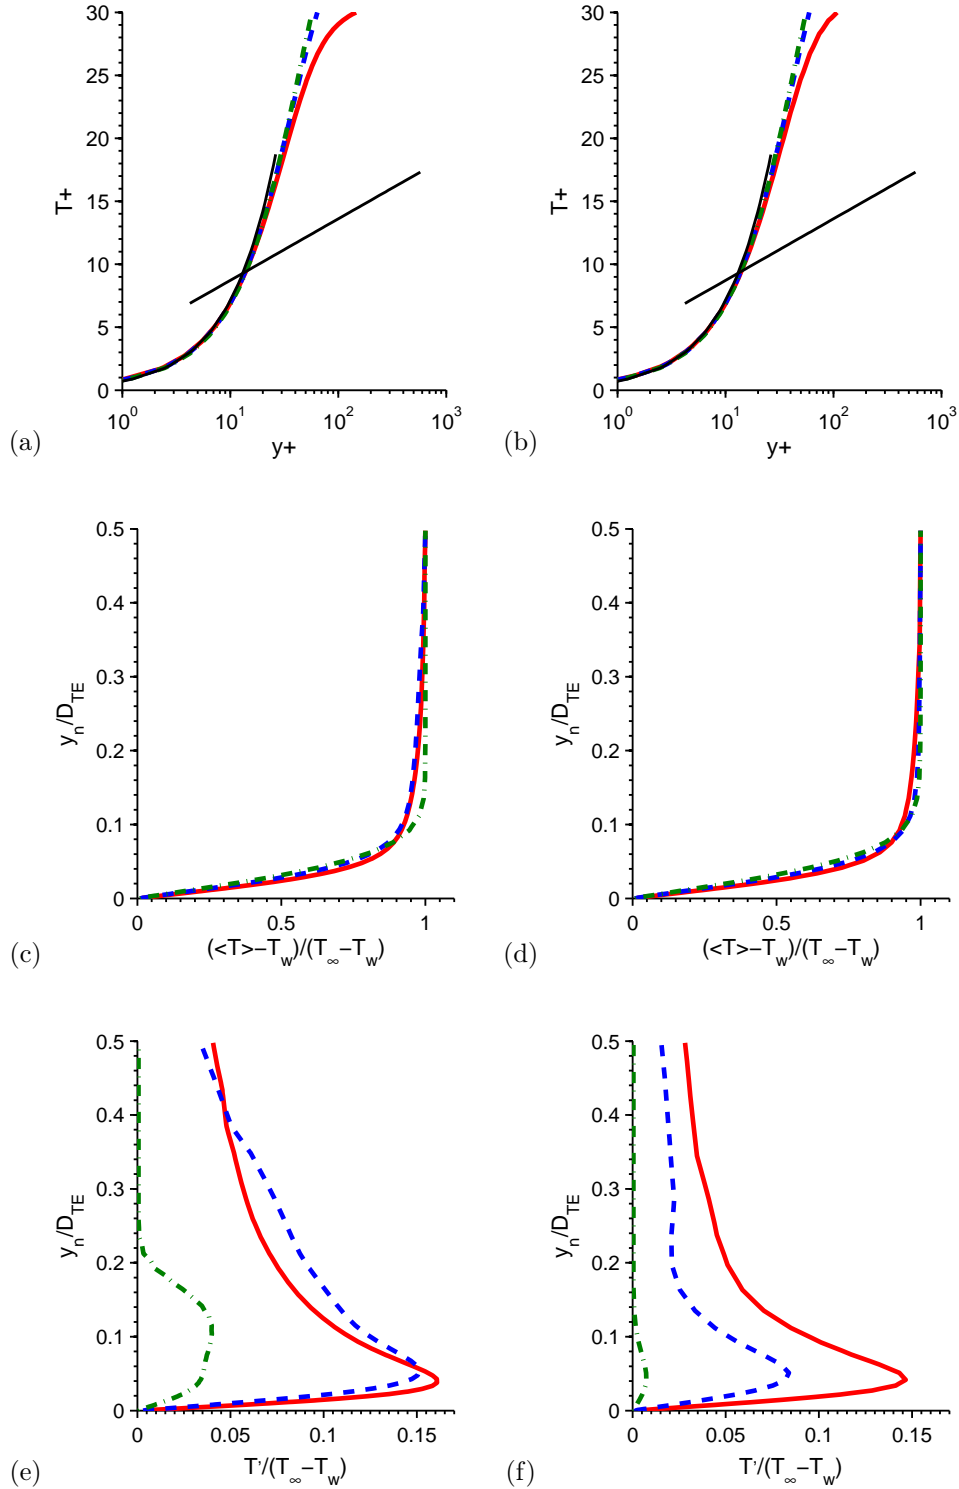 30
25
20
15
10
5
0
T+
10^0 10^1 10^2 10^3
y+
(a)
30
25
20
15
10
5
0
T+
10^0 10^1 10^2 10^3
y+
(b)
0.5
0.4
0.3
0.2
0.1
0
y_n/D_TE
0 0.5 1
(<T>−T_w)/(T_∞−T_w)
(c)
0.5
0.4
0.3
0.2
0.1
0
y_n/D_TE
0 0.5 1
(<T>−T_w)/(T_∞−T_w)
(d)
0.5
0.4
0.3
0.2
0.1
0
y_n/D_TE
0 0.05 0.1 0.15
T'/(T_∞−T_w)
(e)
0.5
0.4
0.3
0.2
0.1
0
y_n/D_TE
0 0.05 0.1 0.15
T'/(T_∞−T_w)
(f)